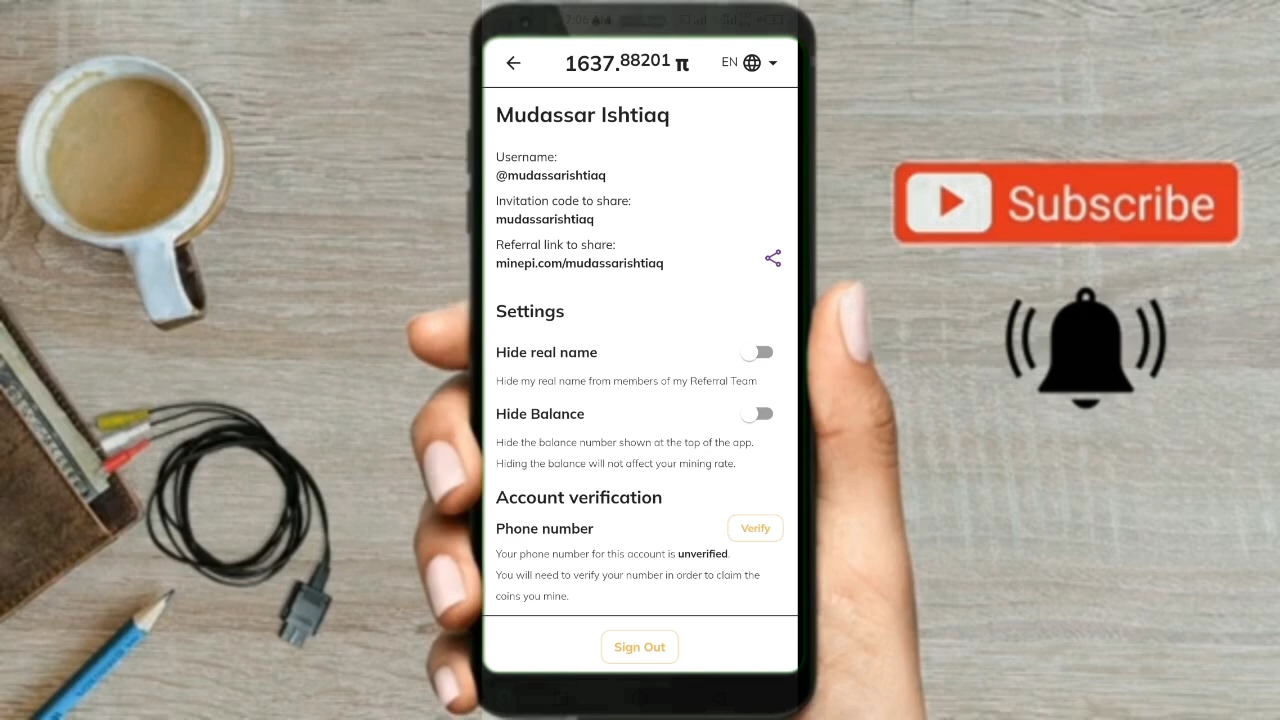 7:06 AM
1637.88201 π
EN
Mudassar Ishtiaq
Username:
@mudassarishtiaq
Invitation code to share:
mudassarishtiaq
Referral link to share:
minepi.com/mudassarishtiaq
Settings
Hide real name
Hide my real name from members of my Referral Team
Hide Balance
Hide the balance number shown at the top of the app.
Hiding the balance will not affect your mining rate.
Account verification
Phone number
Verify
Your phone number for this account is unverified.
You will need to verify your number in order to claim the
coins you mine.
Sign Out
Subscribe